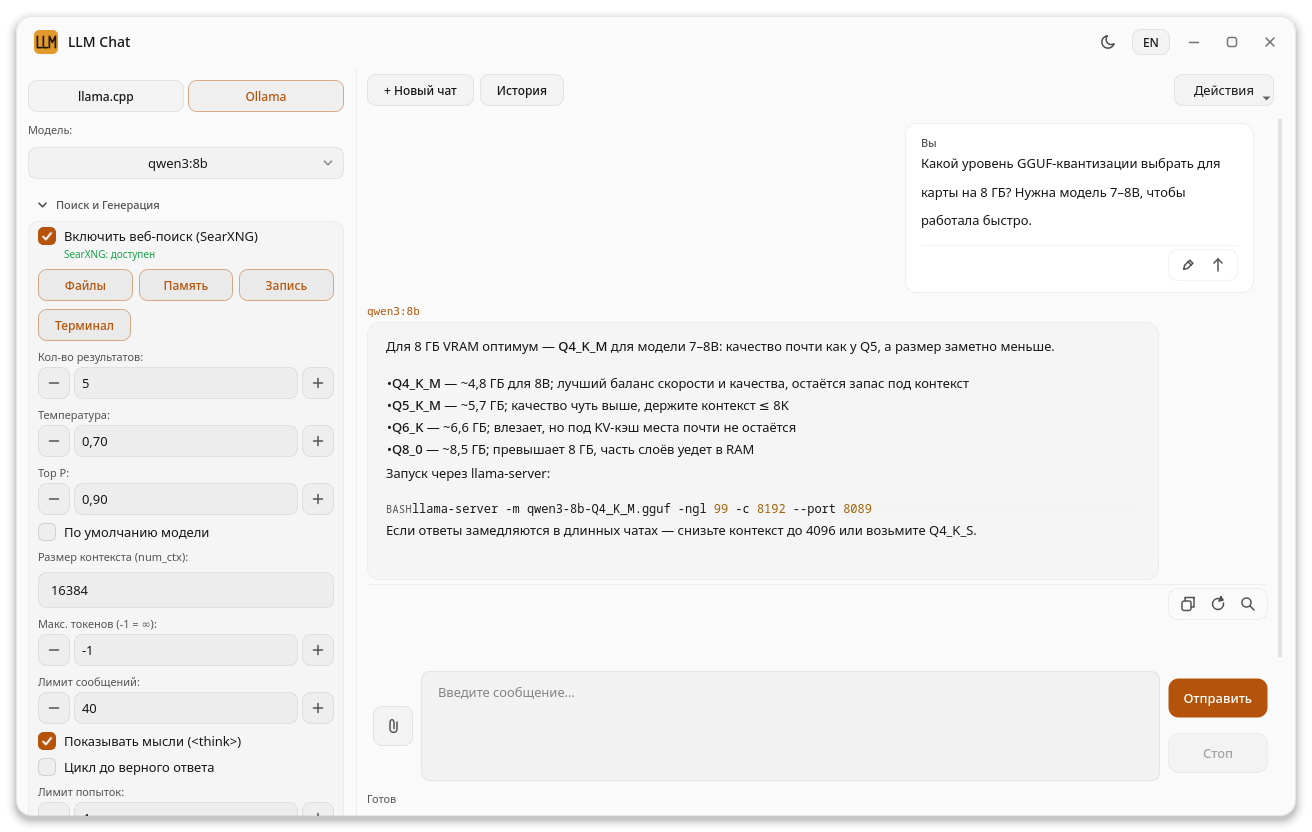 LLM
LLM Chat
EN
llama.cpp
Ollama
Модель:
qwen3:8b
Поиск и Генерация
Включить веб-поиск (SearXNG)
SearXNG: доступен
Файлы
Память
Запись
Терминал
Кол-во результатов:
5
Температура:
0,70
Top P:
0,90
По умолчанию модели
Размер контекста (num_ctx):
16384
Макс. токенов (-1 = ∞):
-1
Лимит сообщений:
40
Показывать мысли (<think>)
Цикл до верного ответа
Лимит попыток:
+ Новый чат
История
Действия
Вы
Какой уровень GGUF-квантизации выбрать для
карты на 8 ГБ? Нужна модель 7–8B, чтобы
работала быстро.
qwen3:8b
Для 8 ГБ VRAM оптимум — Q4_K_M для модели 7–8B: качество почти как у Q5, а размер заметно меньше.
•Q4_K_M — ~4,8 ГБ для 8B; лучший баланс скорости и качества, остаётся запас под контекст
•Q5_K_M — ~5,7 ГБ; качество чуть выше, держите контекст ≤ 8K
•Q6_K — ~6,6 ГБ; влезает, но под KV-кэш места почти не остаётся
•Q8_0 — ~8,5 ГБ; превышает 8 ГБ, часть слоёв уедет в RAM
Запуск через llama-server:
BASHllama-server -m qwen3-8b-Q4_K_M.gguf -ngl 99 -c 8192 --port 8089
Если ответы замедляются в длинных чатах — снизьте контекст до 4096 или возьмите Q4_K_S.
Введите сообщение...
Отправить
Стоп
Готов